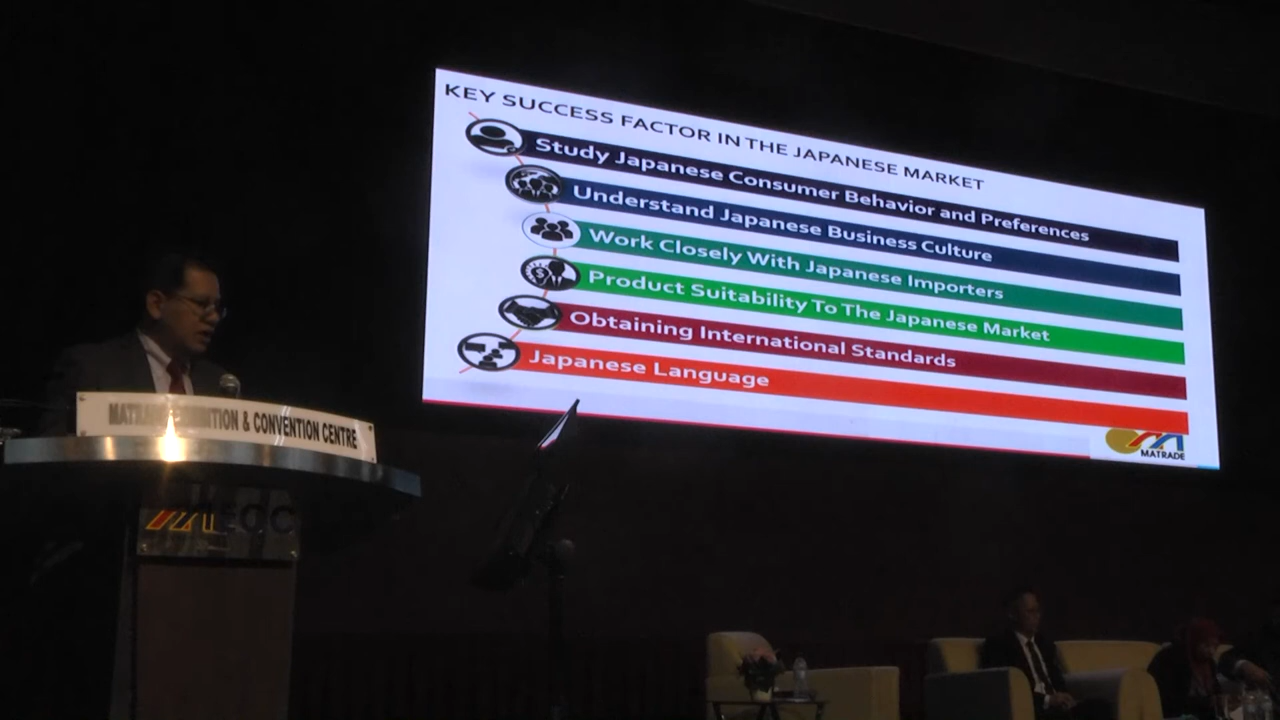 KEY SUCCESS FACTOR IN THE JAPANESE MARKET
Study Japanese Consumer Behavior and Preferences
Understand Japanese Business Culture
Work Closely With Japanese Importers
Product Suitability To The Japanese Market
Obtaining International Standards
Japanese Language
MATRADE
& CONVENTION CENTRE